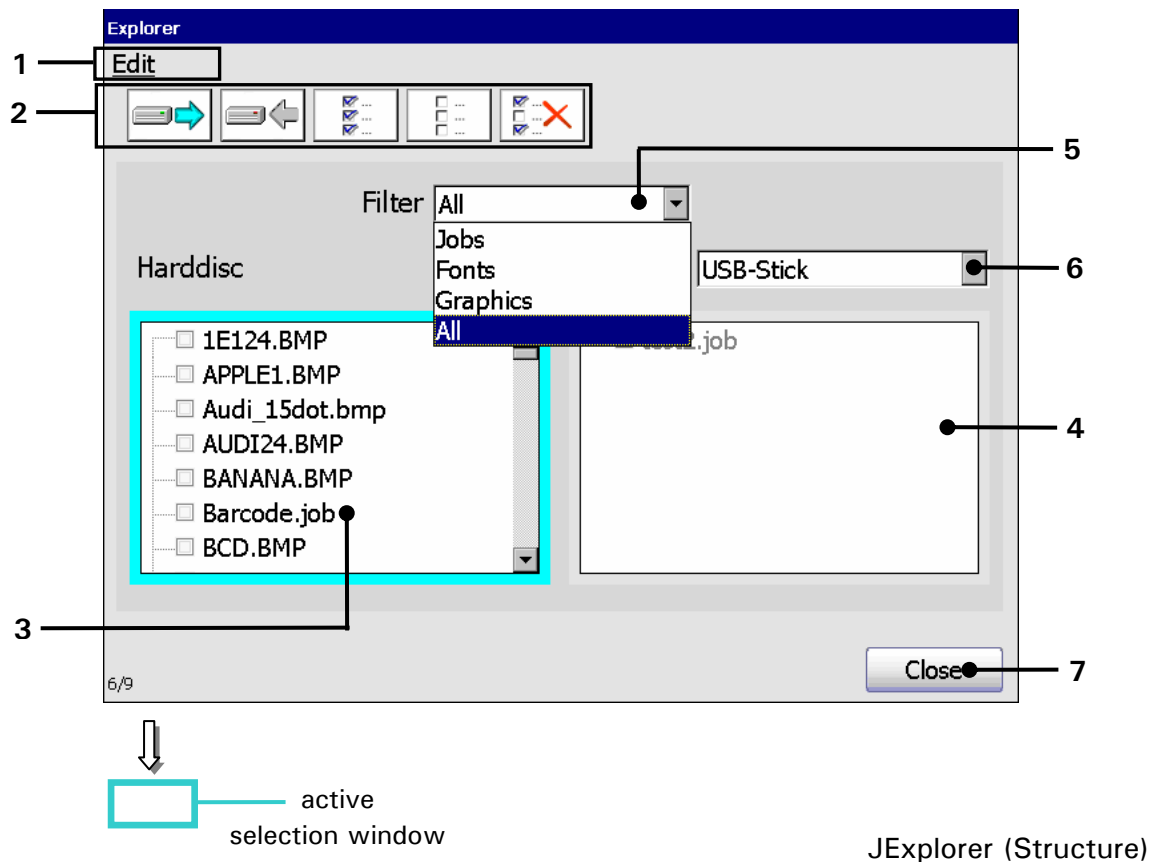 Explorer
1
Edit
2
5
Filter All
Jobs
Harddisc
Fonts
USB-Stick
6
Graphics
All
1E124.BMP
.job
APPLE1.BMP
Audi_15dot.bmp
AUDI24.BMP
4
BANANA.BMP
Barcode.job
BCD.BMP
3
Close
7
6/9
active
selection window
JExplorer (Structure)